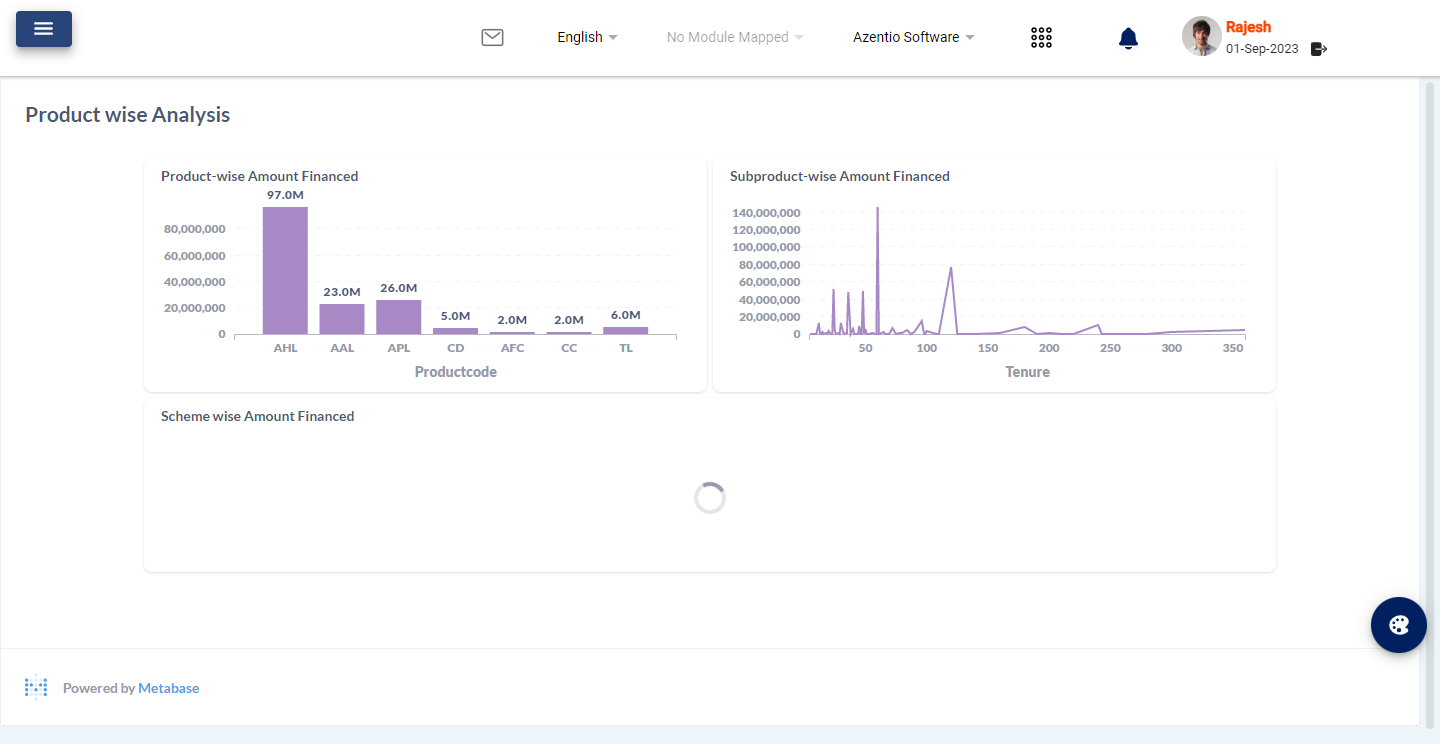 English
No Module Mapped
Azentio Software
Rajesh
01-Sep-2023
Product wise Analysis
Product-wise Amount Financed
97.0M
80,000,000
60,000,000
40,000,000
20,000,000
0
23.0M
26.0M
5.0M
2.0M
2.0M
6.0M
AHL AAL APL CD AFC CC TL
Productcode
Subproduct-wise Amount Financed
140,000,000
120,000,000
100,000,000
80,000,000
60,000,000
40,000,000
20,000,000
0
50 100 150 200 250 300 350
Tenure
Scheme wise Amount Financed
Powered by Metabase